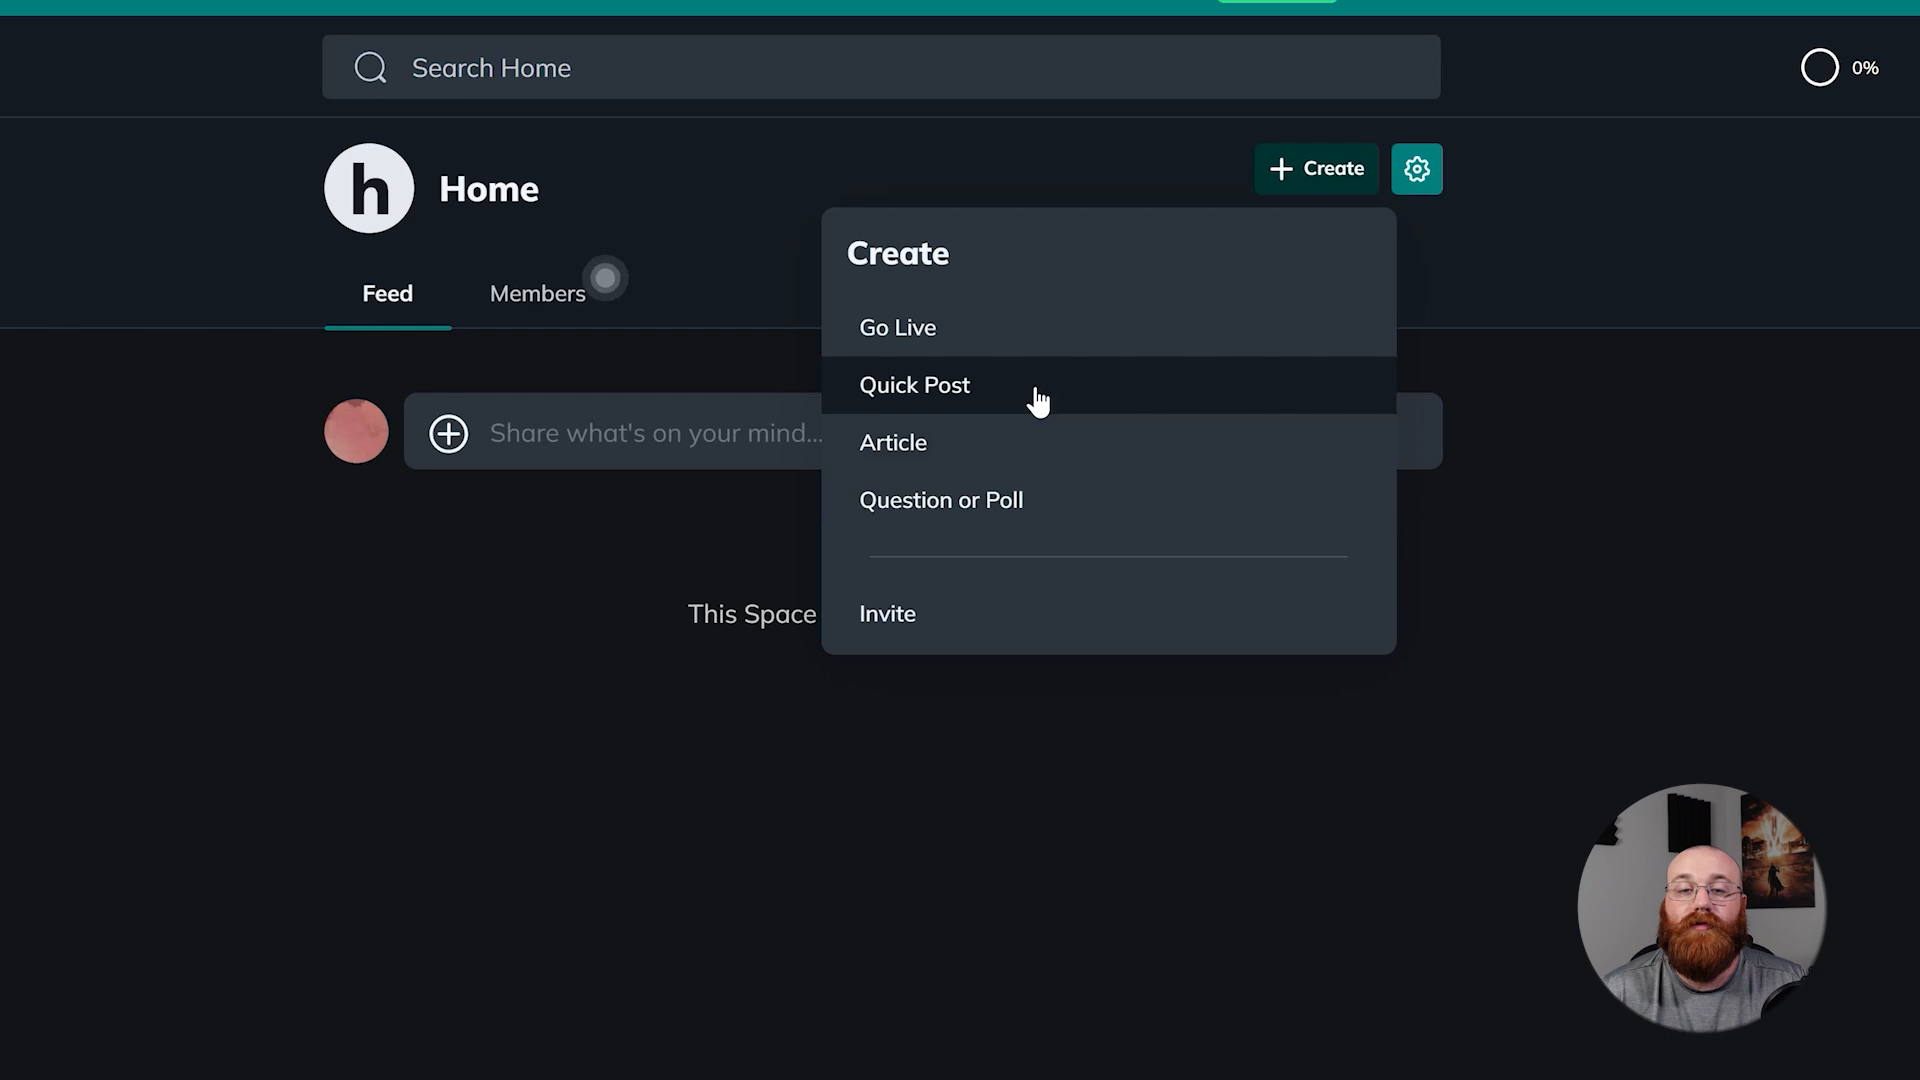 Search Home
0%
h
Home
Create
Feed
Members
Create
Go Live
Quick Post
Share what's on your mind...
Article
Question or Poll
This Space
Invite